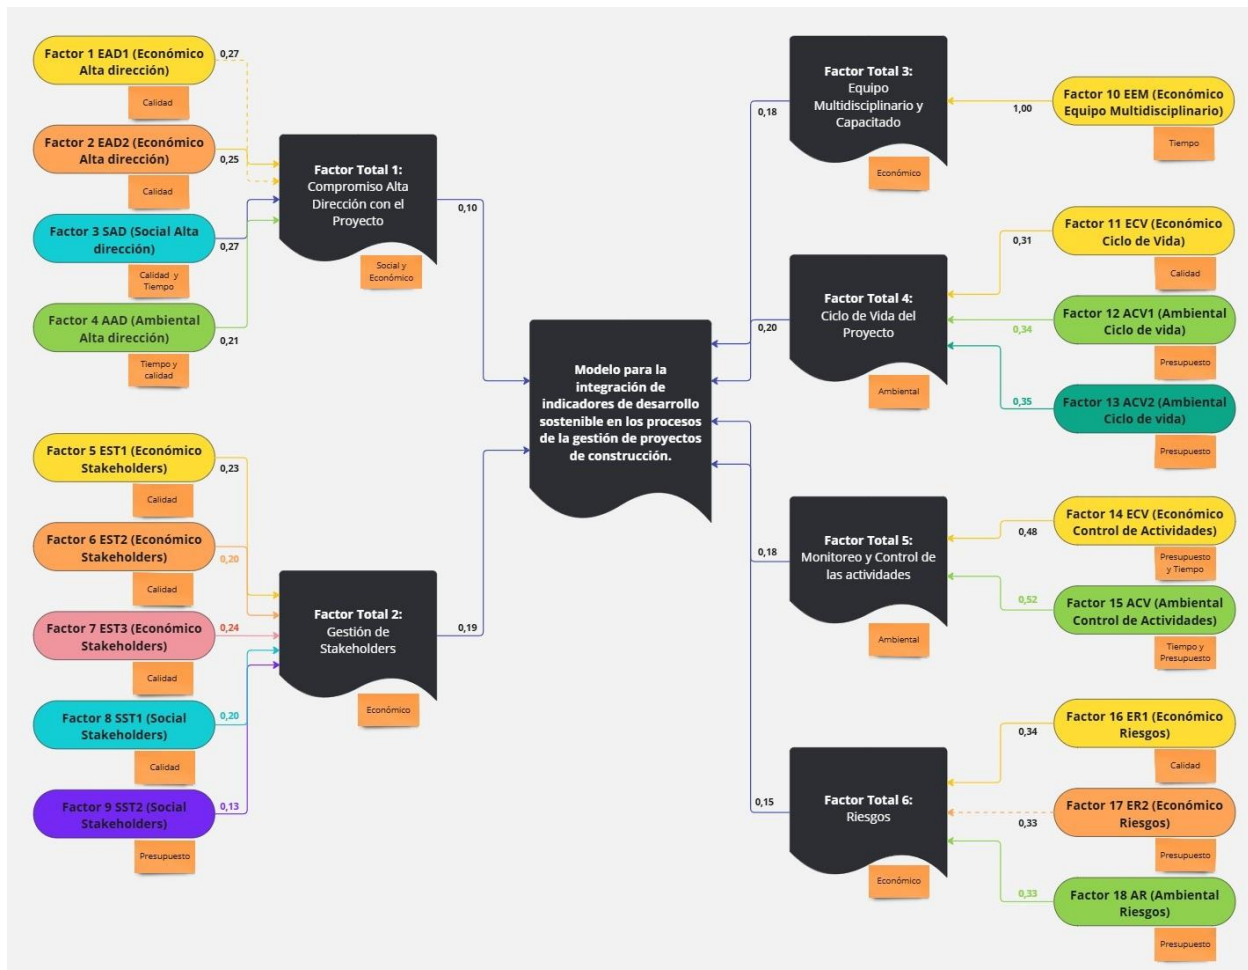 Factor 1 EAD1 (Económico
Alta dirección)
0,27
Calidad
Factor 2 EAD2 (Económico
Alta dirección)
0,25
Calidad
Factor 3 SAD (Social Alta
dirección)
0,27
Calidad y
Tiempo
Factor 4 AAD (Ambiental
Alta dirección)
0,21
Tiempo y
calidad
Factor Total 1:
Compromiso Alta
Dirección con el
Proyecto
0,10
Social y
Económico
Factor 5 EST1 (Económico
Stakeholders)
0,23
Calidad
Factor 6 EST2 (Económico
Stakeholders)
0,20
Calidad
Factor 7 EST3 (Económico
Stakeholders)
0,24
Calidad
Factor 8 SST1 (Social
Stakeholders)
0,20
Calidad
Factor 9 SST2 (Social
Stakeholders)
0,13
Presupuesto
Factor Total 2:
Gestión de
Stakeholders
0,19
Económico
Modelo para la
integración de
indicadores de desarrollo
sostenible en los procesos
de la gestión de proyectos
de construcción.
Factor Total 3:
Equipo
Multidisciplinario y
Capacitado
0,18
Económico
Factor 10 EEM (Económico
Equipo Multidisciplinario)
1,00
Tiempo
Factor Total 4:
Ciclo de Vida del
Proyecto
0,20
Ambiental
Factor 11 ECV (Económico
Ciclo de Vida)
0,31
Calidad
Factor 12 ACV1 (Ambiental
Ciclo de vida)
0,34
Presupuesto
Factor 13 ACV2 (Ambiental
Ciclo de vida)
0,35
Presupuesto
Factor Total 5:
Monitoreo y Control de
las actividades
0,18
Ambiental
Factor 14 ECV (Económico
Control de Actividades)
0,48
Presupuesto
y Tiempo
Factor 15 ACV (Ambiental
Control de Actividades)
0,52
Tiempo y
Presupuesto
Factor Total 6:
Riesgos
0,15
Económico
Factor 16 ER1 (Económico
Riesgos)
0,34
Calidad
Factor 17 ER2 (Económico
Riesgos)
0,33
Presupuesto
Factor 18 AR (Ambiental
Riesgos)
0,33
Presupuesto